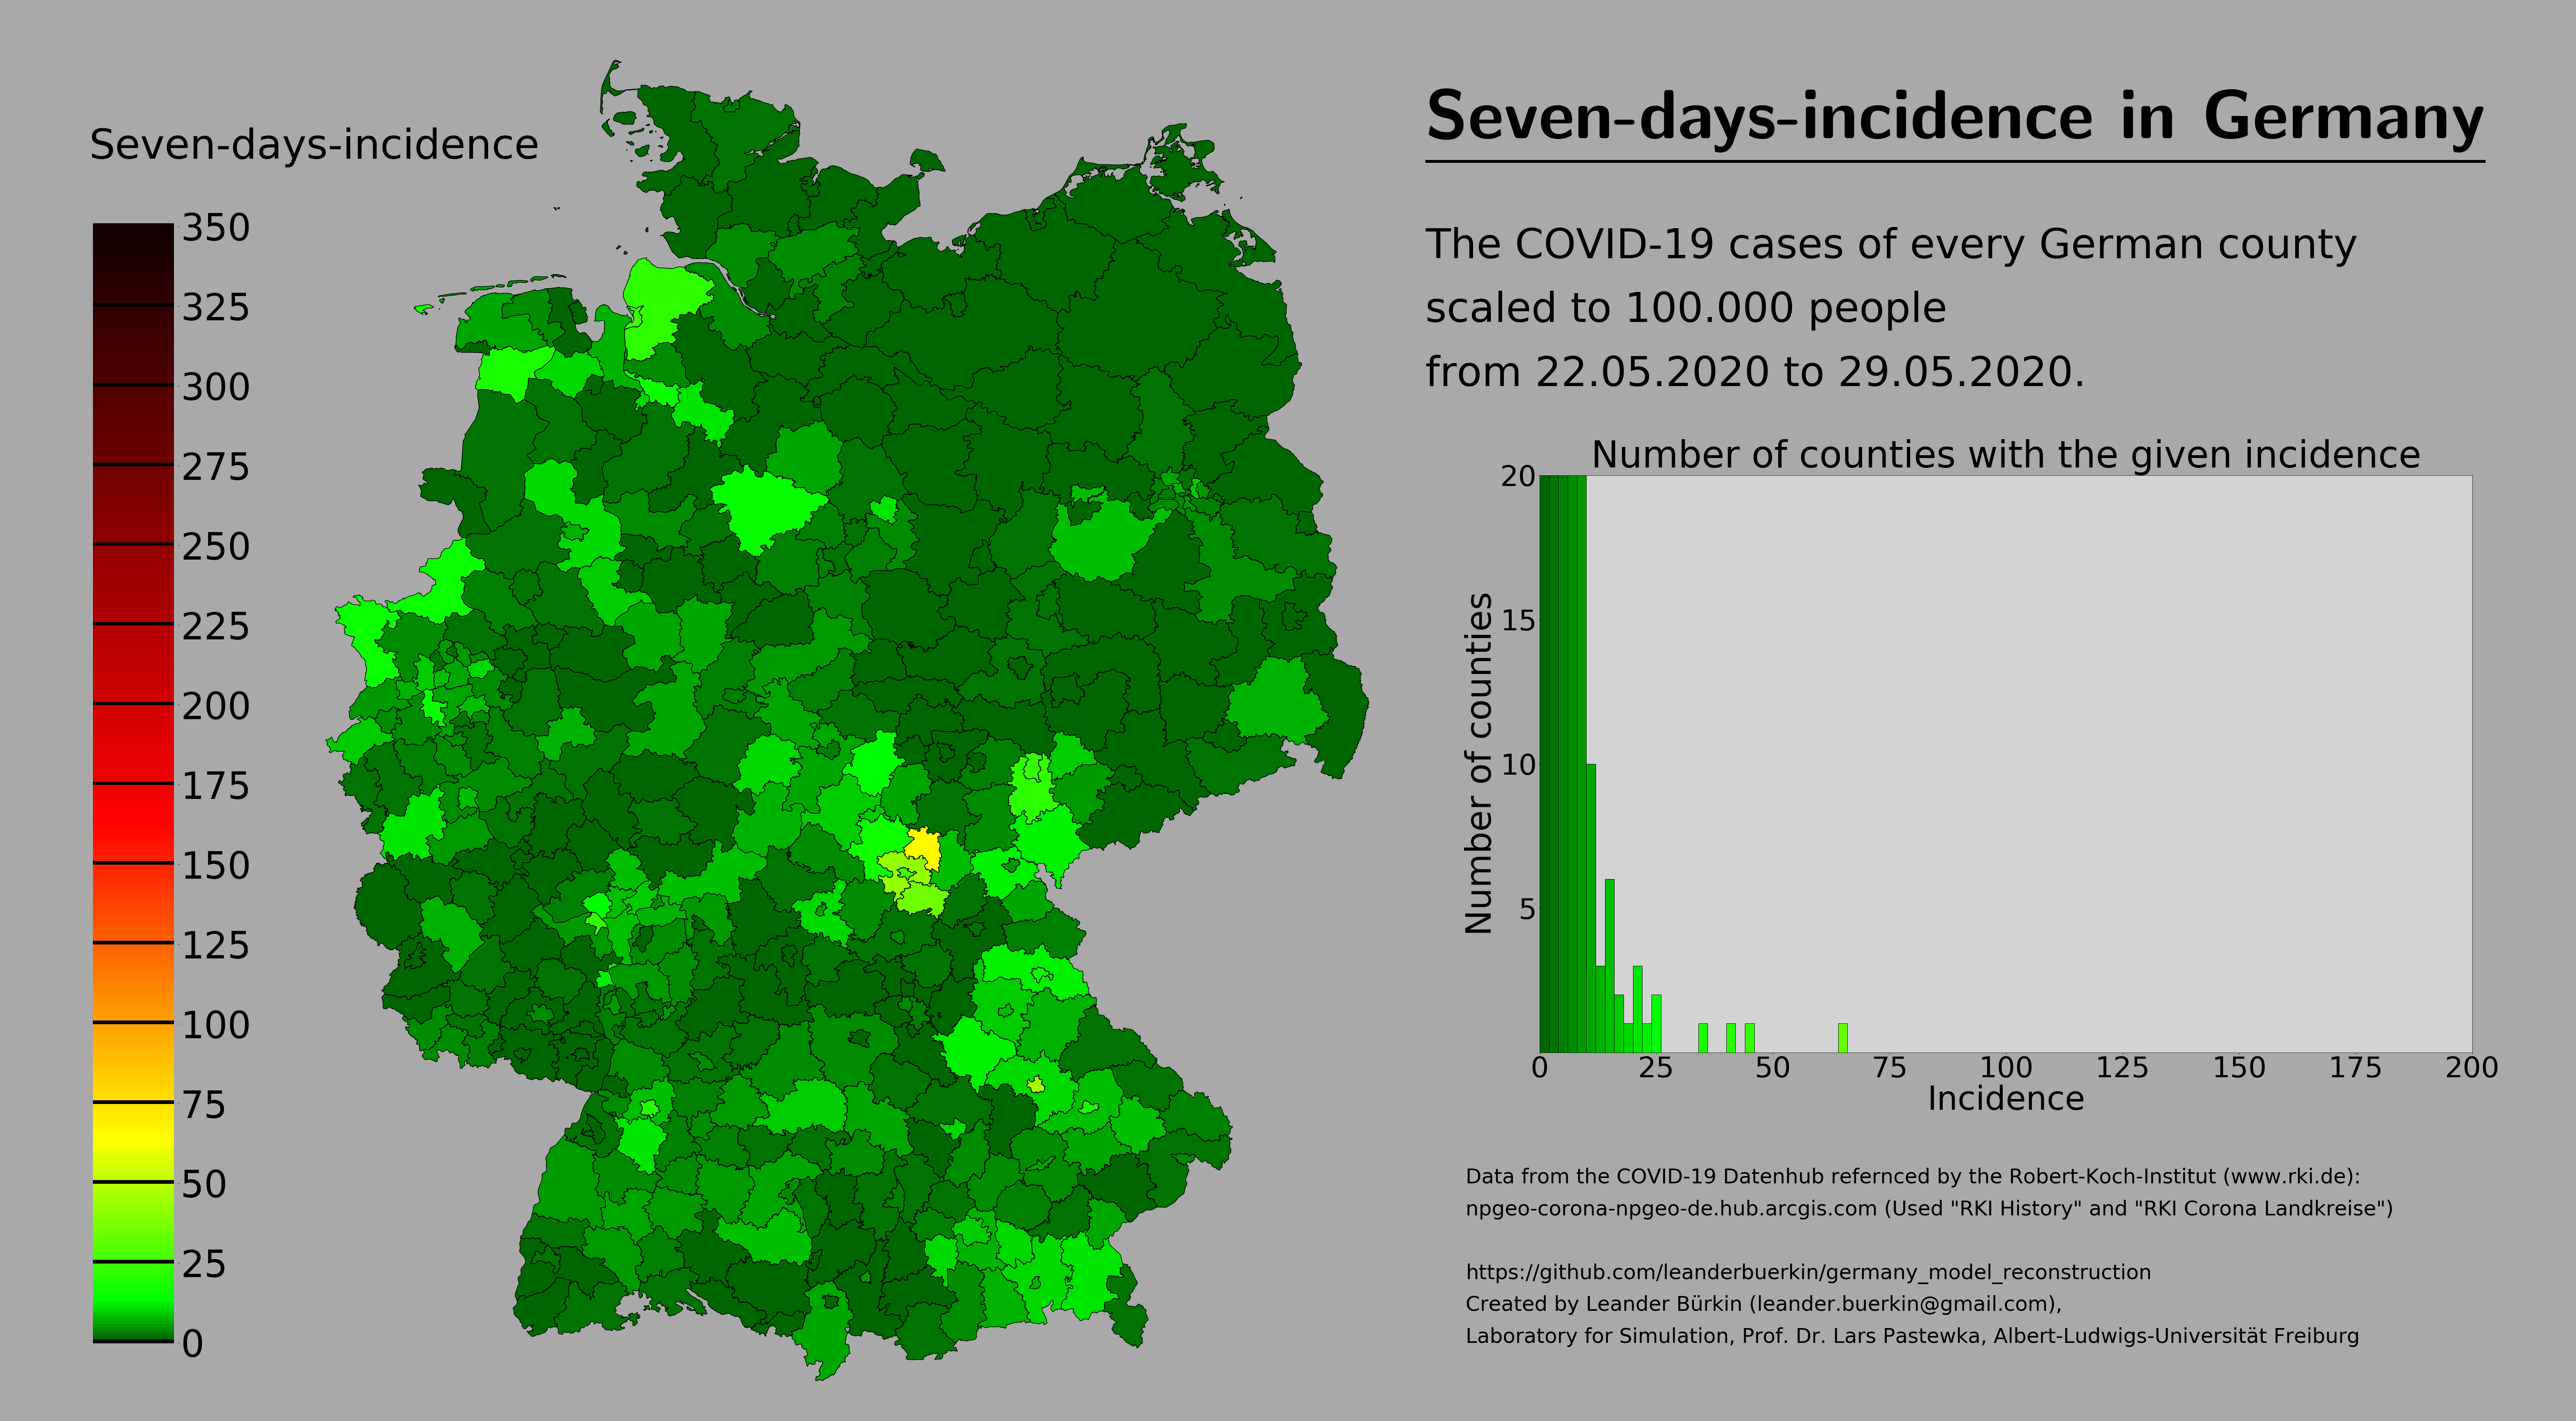 Seven-days-incidence in Germany
Seven-days-incidence
350
325
300
275
250
225
200
175
150
125
100
75
50
25
0
The COVID-19 cases of every German county
scaled to 100.000 people
from 22.05.2020 to 29.05.2020.
Number of counties with the given incidence
20
15
10
5
Number of counties
0 25 50 75 100 125 150 175 200
Incidence
Data from the COVID-19 Datenhub refernced by the Robert-Koch-Institut (www.rki.de):
npgeo-corona-npgeo-de.hub.arcgis.com (Used "RKI History" and "RKI Corona Landkreise")
https://github.com/leanderbuerkin/germany_model_reconstruction
Created by Leander Bürkin (leander.buerkin@gmail.com),
Laboratory for Simulation, Prof. Dr. Lars Pastewka, Albert-Ludwigs-Universität Freiburg